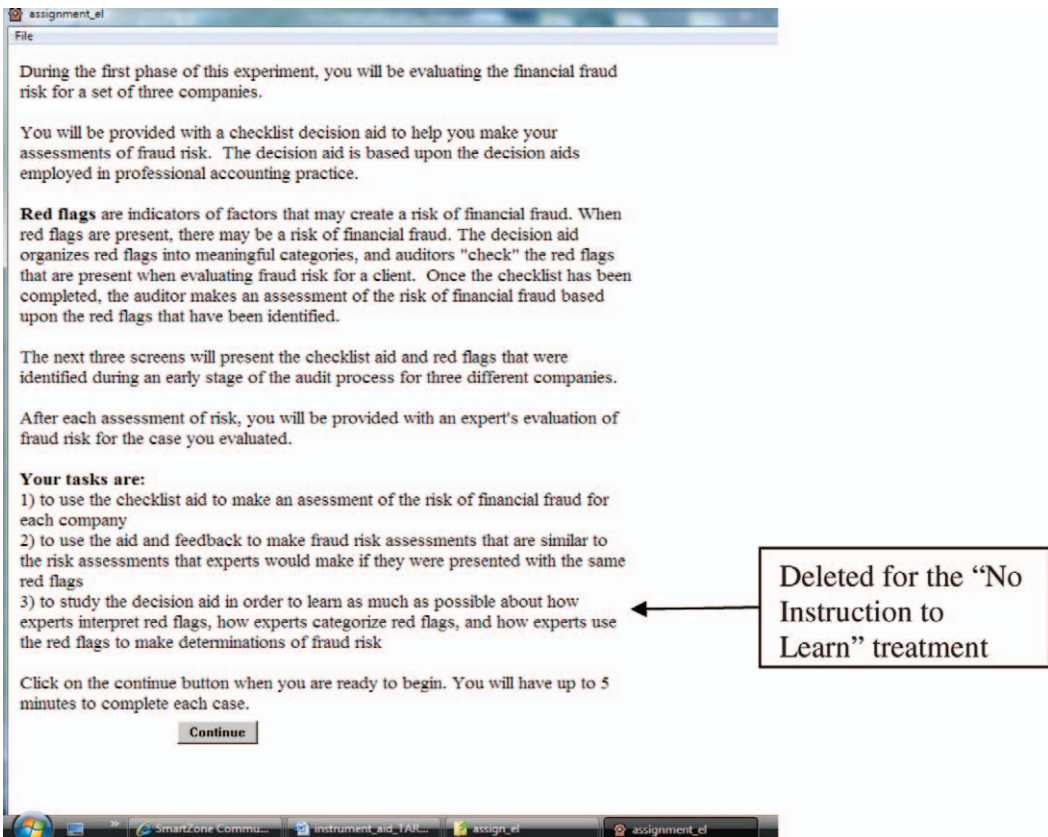 assignment_el
File
During the first phase of this experiment, you will be evaluating the financial fraud
risk for a set of three companies.
You will be provided with a checklist decision aid to help you make your
assessments of fraud risk. The decision aid is based upon the decision aids
employed in professional accounting practice.
Red flags are indicators of factors that may create a risk of financial fraud. When
red flags are present, there may be a risk of financial fraud. The decision aid
organizes red flags into meaningful categories, and auditors "check" the red flags
that are present when evaluating fraud risk for a client. Once the checklist has been
completed, the auditor makes an assessment of the risk of financial fraud based
upon the red flags that have been identified.
The next three screens will present the checklist aid and red flags that were
identified during an early stage of the audit process for three different companies.
After each assessment of risk, you will be provided with an expert's evaluation of
fraud risk for the case you evaluated.
Your tasks are:
1) to use the checklist aid to make an asessment of the risk of financial fraud for
each company
2) to use the aid and feedback to make fraud risk assessments that are similar to
the risk assessments that experts would make if they were presented with the same
red flags
3) to study the decision aid in order to learn as much as possible about how
experts interpret red flags, how experts categorize red flags, and how experts use
the red flags to make determinations of fraud risk
Deleted for the “No
Instruction to
Learn” treatment
Click on the continue button when you are ready to begin. You will have up to 5
minutes to complete each case.
Continue
» SmartZone Commu... instrument_aid_TAR... assign_el assignment_el